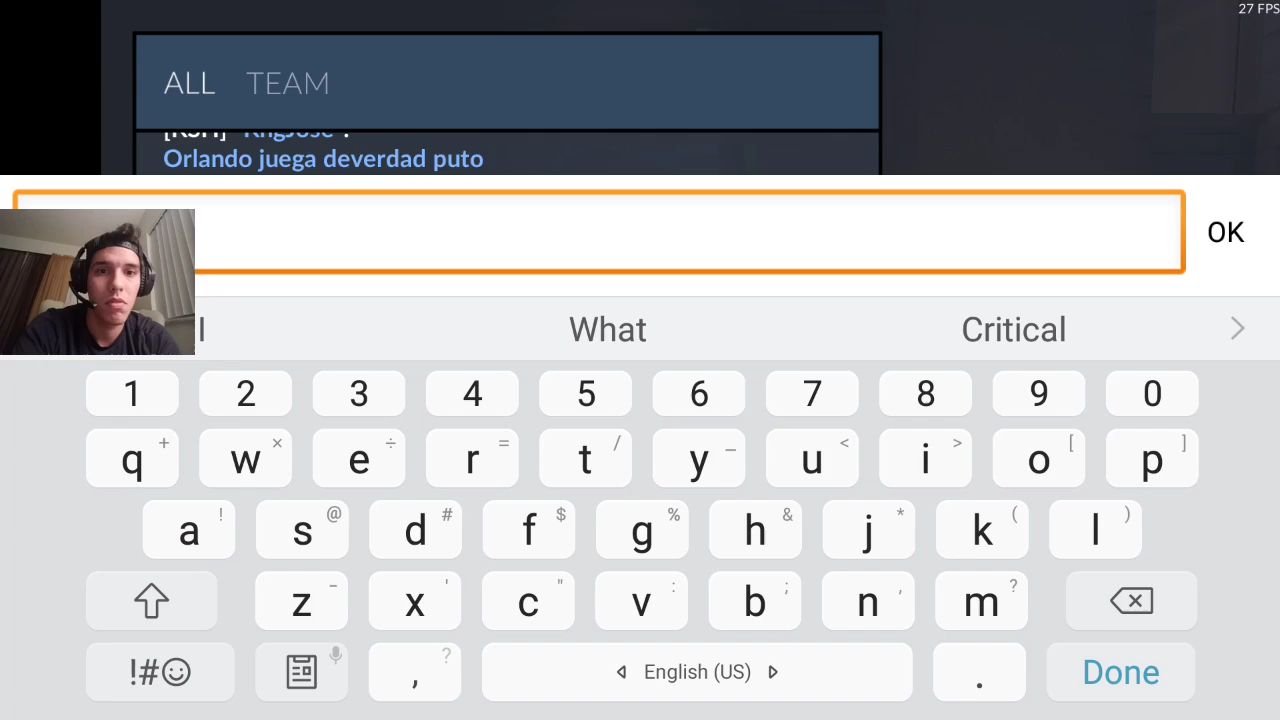 27 FPS
ALL TEAM
Orlando juega deverdad puto
OK
I What Critical
1 2 3 4 5 6 7 8 9 0
q + w × e ÷ r = t / y _ u < i > o [ p ]
a ! s @ d # f $ g % h & j * k ( l )
z - x ' c " v : b ; n , m ?
!#☺ , ? English (US) . Done